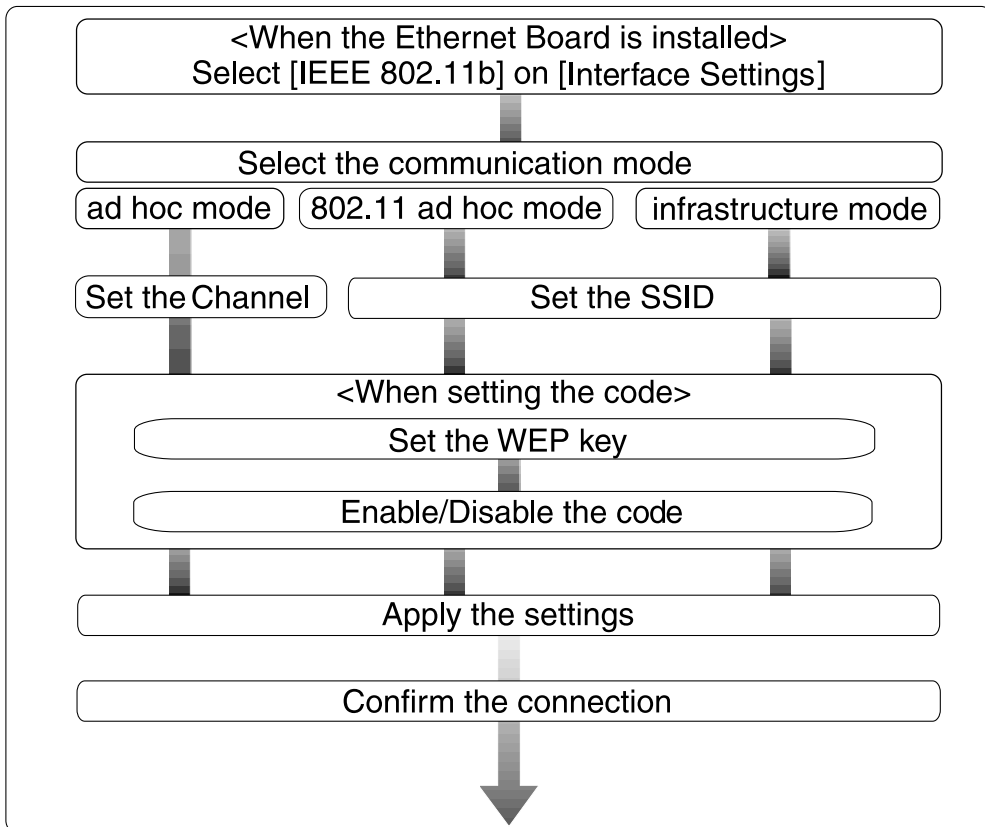 <When the Ethernet Board is installed>
Select [IEEE 802.11b] on [Interface Settings]
Select the communication mode
ad hoc mode
802.11 ad hoc mode
infrastructure mode
Set the Channel
Set the SSID
<When setting the code>
Set the WEP key
Enable/Disable the code
Apply the settings
Confirm the connection